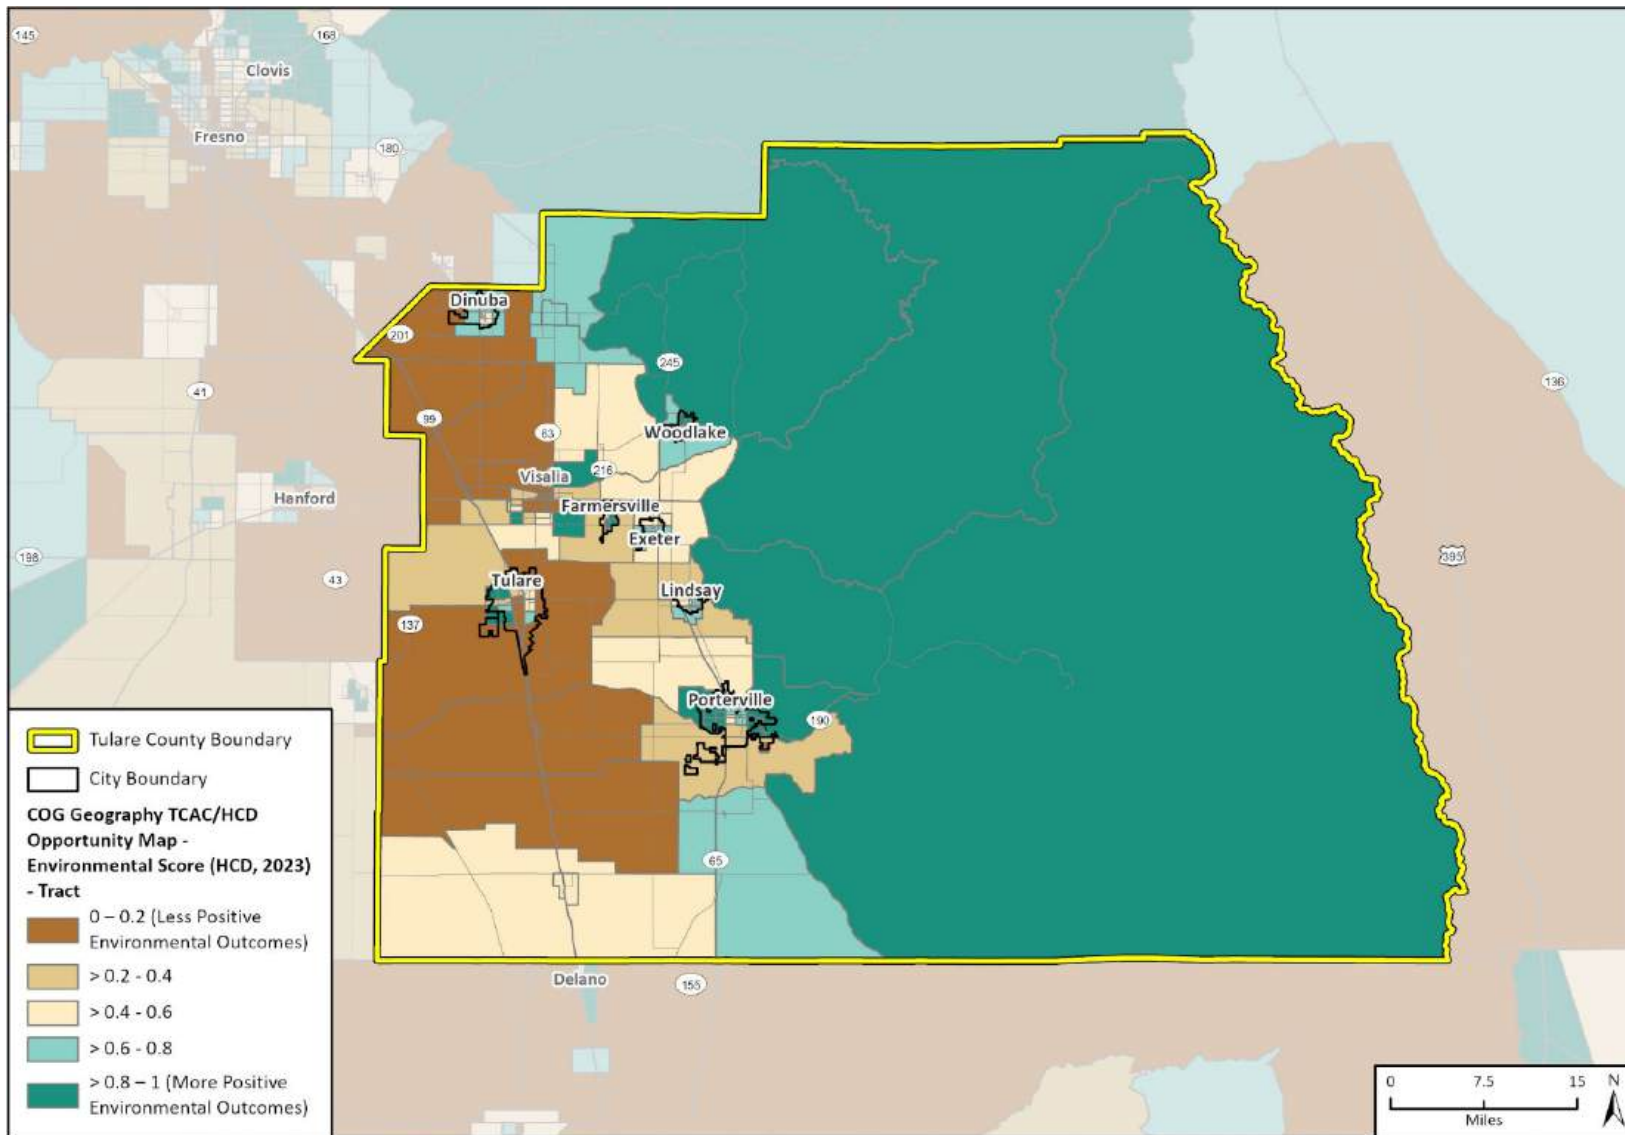 145
168
Clovis
Fresno
180
Dinuba
201
245
136
41
99
63
Woodlake
216
Visalia
Hanford
Farmersville
Exeter
198
395
43
Tulare
Lindsay
137
Porterville
190
65
Delano
155
Tulare County Boundary
City Boundary
COG Geography TCAC/HCD
Opportunity Map -
Environmental Score (HCD, 2023)
- Tract
0 – 0.2 (Less Positive
Environmental Outcomes)
> 0.2 - 0.4
> 0.4 - 0.6
> 0.6 - 0.8
> 0.8 – 1 (More Positive
Environmental Outcomes)
0 7.5 15 N
Miles